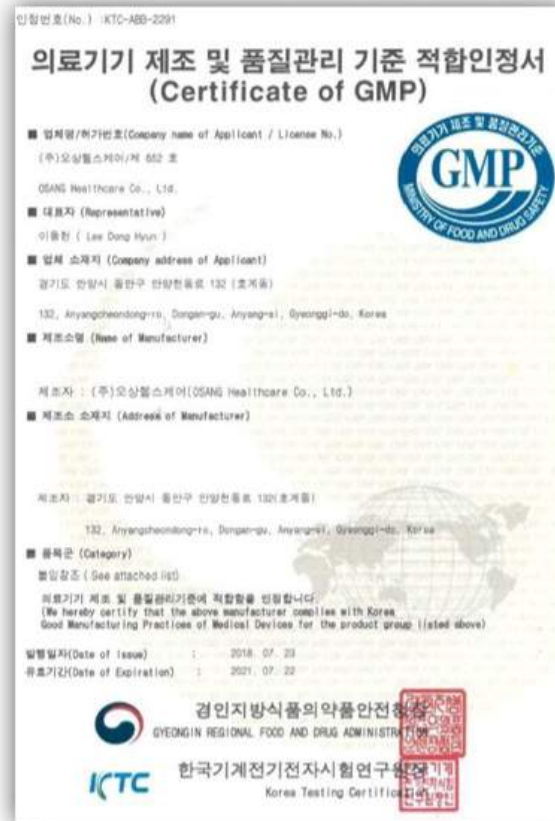 인정번호(No.) :KTC-ABB-2291
의료기기 제조 및 품질관리 기준 적합인정서
(Certificate of GMP)
■ 업체명/허가번호(Company name of Applicant / License No.)
(주)오상헬스케어/제 652 호
OSANG Healthcare Co., Ltd.
■ 대표자 (Representative)
이동현 ( Lee Dong Hyun )
■ 업체 소재지 (Company address of Applicant)
경기도 안양시 동안구 안양천동로 132 (호계동)
132, Anyangcheondong-ro, Dongan-gu, Anyang-si, Gyeonggi-do, Korea
■ 제조소명 (Name of Manufacturer)
제조자 : (주)오상헬스케어(OSANG Healthcare Co., Ltd.)
■ 제조소 소재지 (Address of Manufacturer)
제조자 : 경기도 안양시 동안구 안양천동로 132(호계동)
132, Anyangcheondong-ro, Dongan-gu, Anyang-si, Gyeonggi-do, Korea
■ 품목군 (Category)
붙임참조 ( See attached list)
의료기기 제조 및 품질관리기준에 적합함을 인정합니다.
(We hereby certify that the above manufacturer complies with Korea
Good Manufacturing Practices of Medical Devices for the product group listed above)
발행일자(Date of Issue) : 2018. 07. 23
유효기간(Date of Expiration) : 2021. 07. 22
의료기기 제조 및 품질관리기준
GMP
MINISTRY OF FOOD AND DRUG SAFETY
경인지방식품의약품안전청장
GYEONGIN REGIONAL FOOD AND DRUG ADMINISTRATION
KTC
한국기계전기전자시험연구원장
Korea Testing Certification